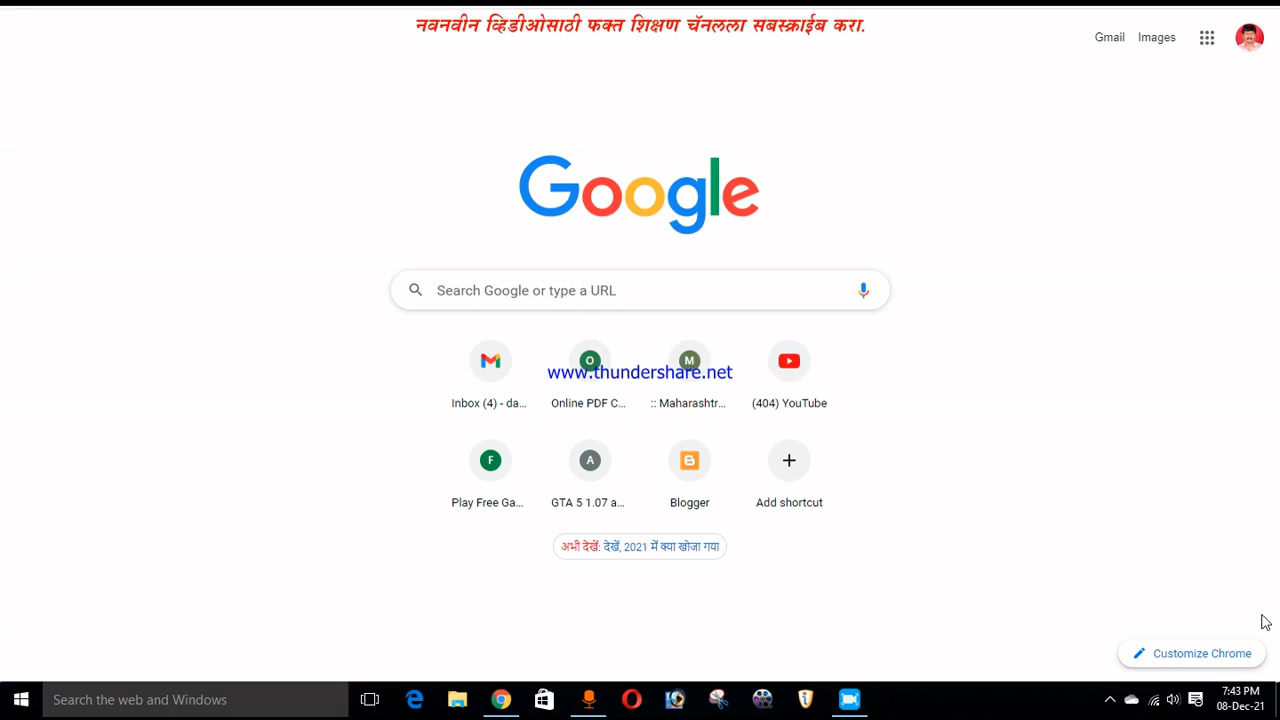 नवनवीन व्हिडीओसाठी फक्त शिक्षण चॅनलला सबस्क्राईब करा.
Gmail Images
Google
Search Google or type a URL
www.thundershare.net
O M
Inbox (4) - da... Online PDF C... :: Maharashtr... (404) YouTube
F A
Play Free Ga... GTA 5 1.07 a... Blogger Add shortcut
अभी देखें: देखें, 2021 में क्या खोजा गया
Customize Chrome
Search the web and Windows
7:43 PM
08-Dec-21